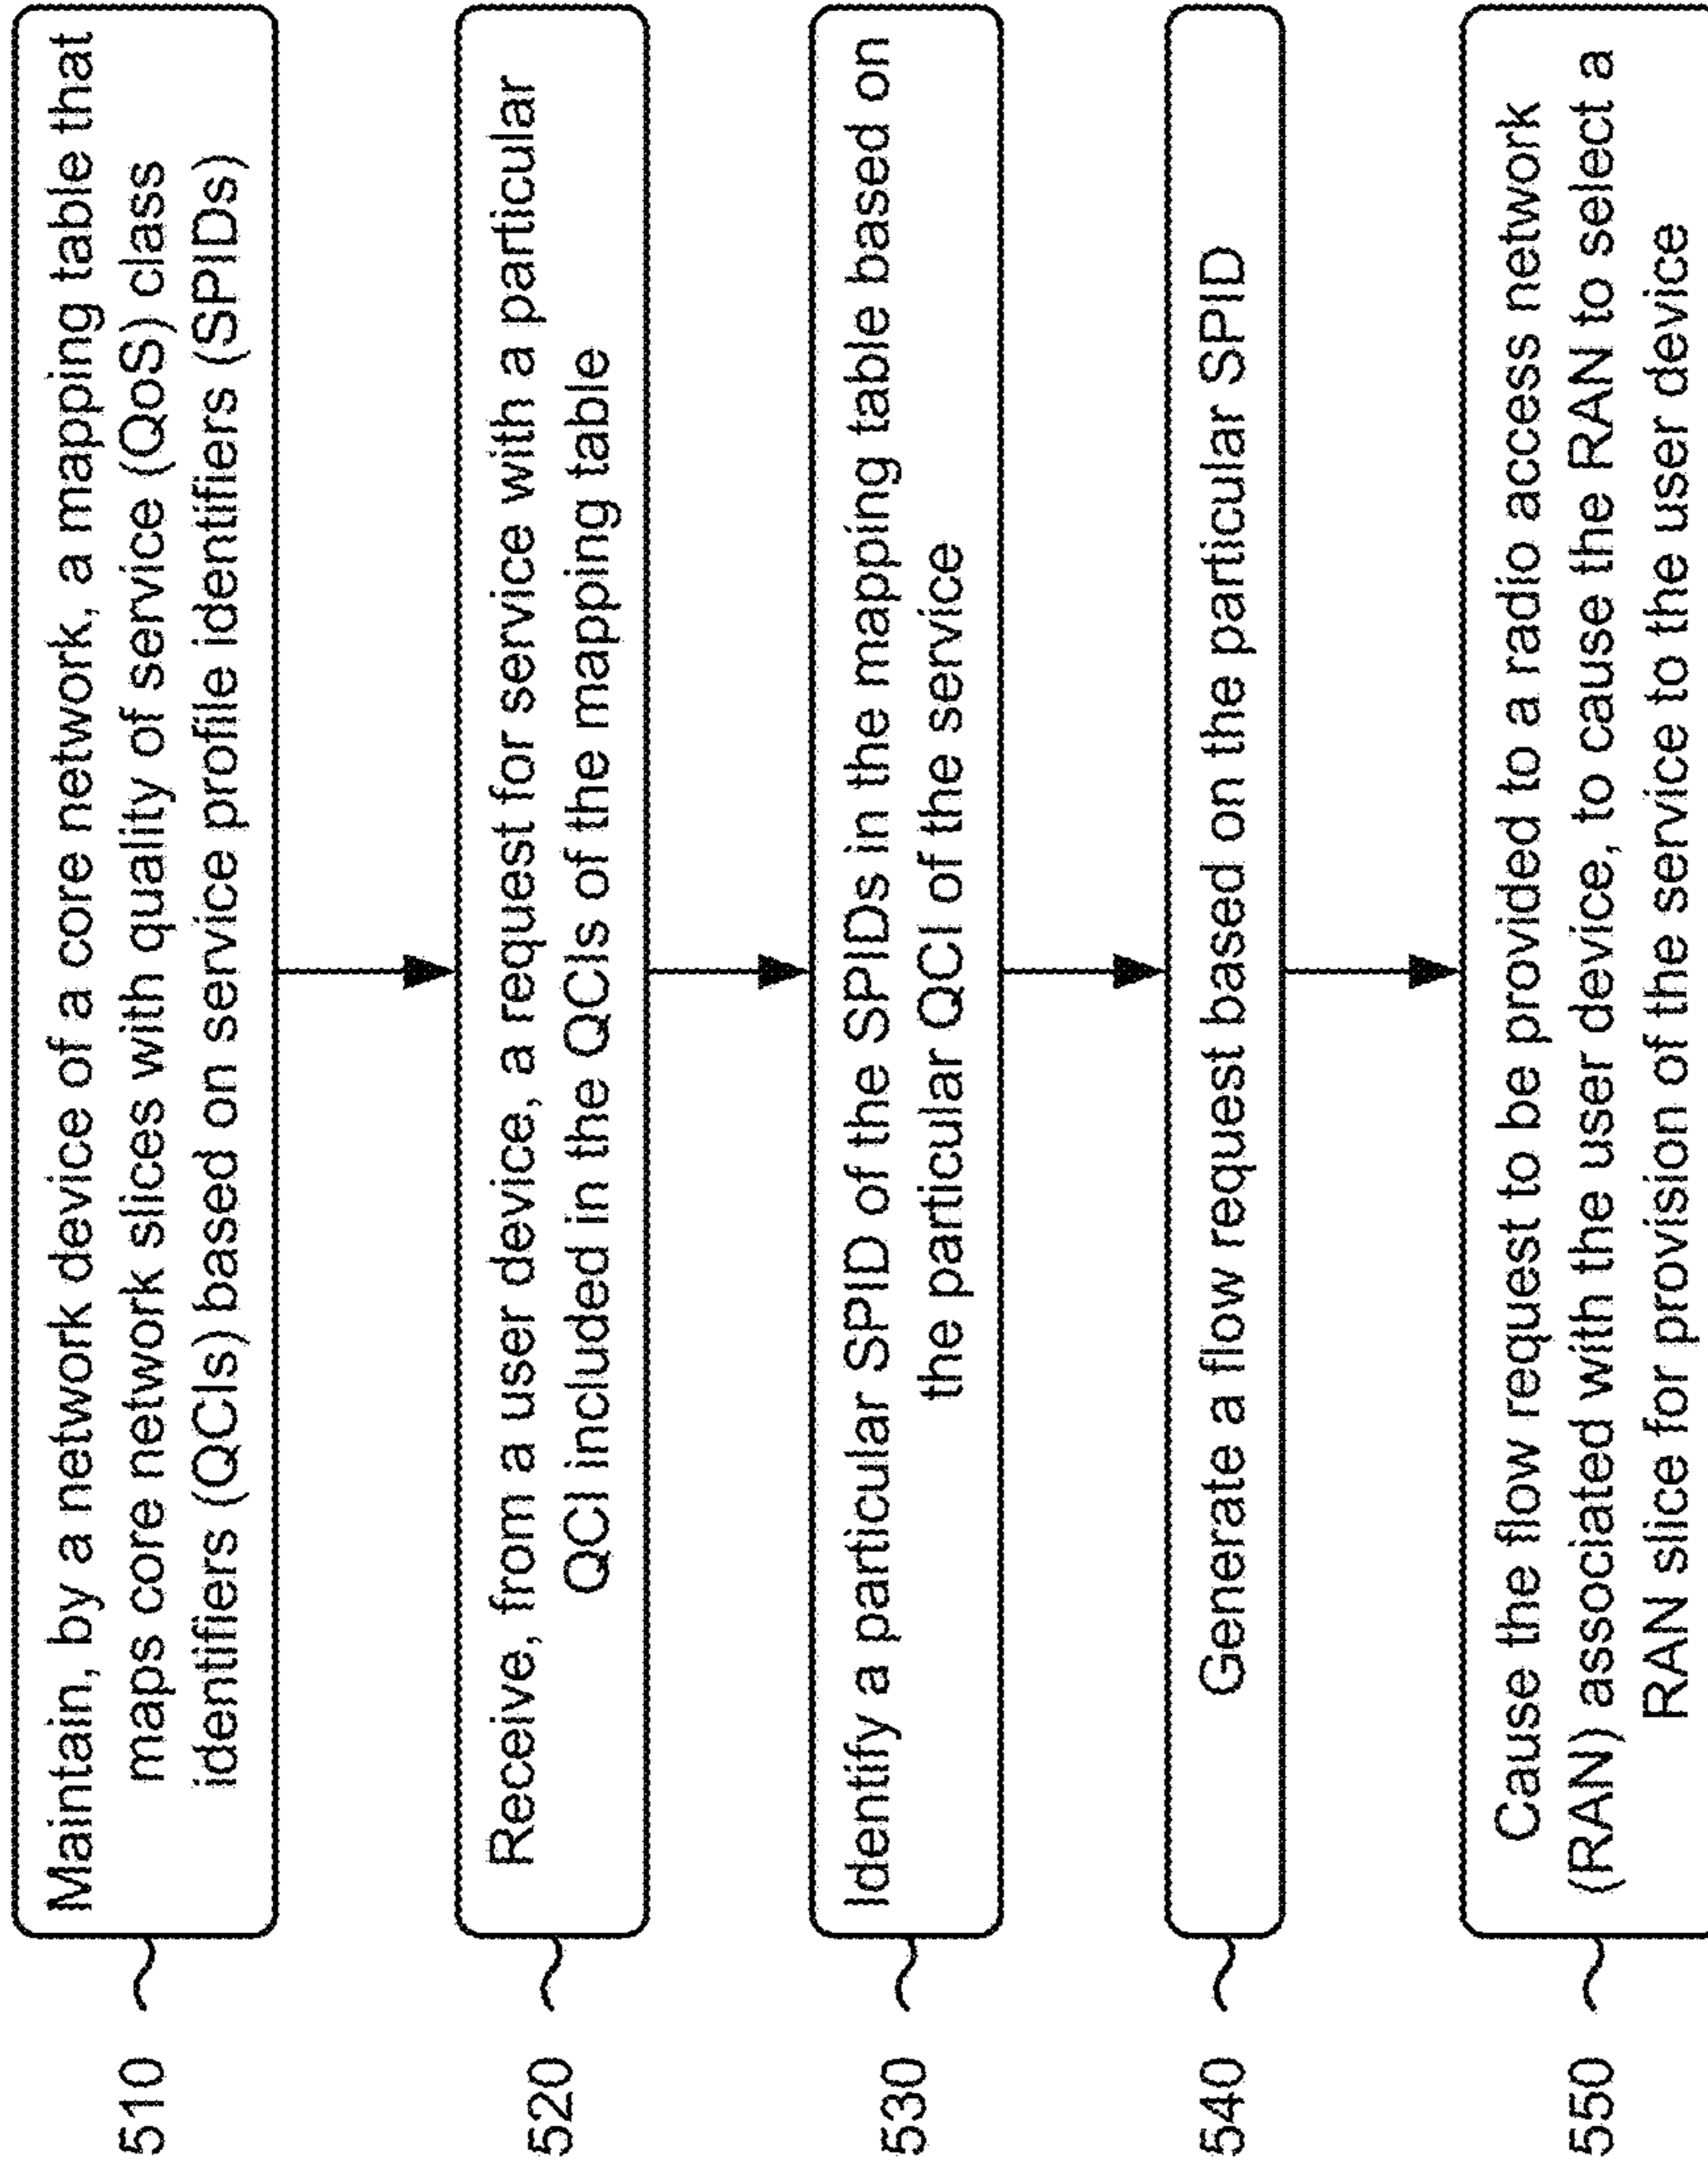 510
Maintain, by a network device of a core network, a mapping table that
maps core network slices with quality of service (QoS) class
identifiers (QCIs) based on service profile identifiers (SPIDs)
520
Receive, from a user device, a request for service with a particular
QCI included in the QCIs of the mapping table
530
Identify a particular SPID of the SPIDs in the mapping table based on
the particular QCI of the service
540
Generate a flow request based on the particular SPID
550
Cause the flow request to be provided to a radio access network
(RAN) associated with the user device, to cause the RAN to select a
RAN slice for provision of the service to the user device